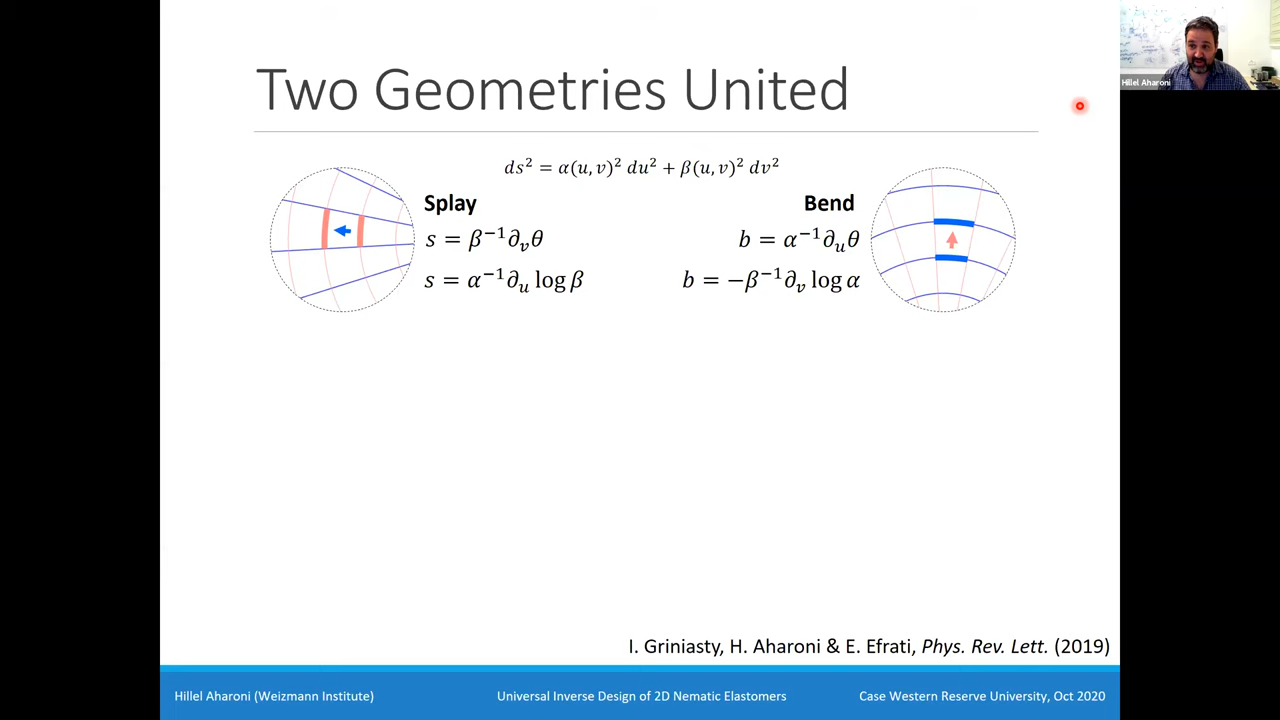 Two Geometries United
Hillel Aharoni
ds² = α(u, v)² du² + β(u, v)² dv²
Splay
s = β⁻¹∂ᵥθ
s = α⁻¹∂ᵤ log β
Bend
b = α⁻¹∂ᵤθ
b = −β⁻¹∂ᵥ log α
I. Griniasty, H. Aharoni & E. Efrati, Phys. Rev. Lett. (2019)
Hillel Aharoni (Weizmann Institute)
Universal Inverse Design of 2D Nematic Elastomers
Case Western Reserve University, Oct 2020